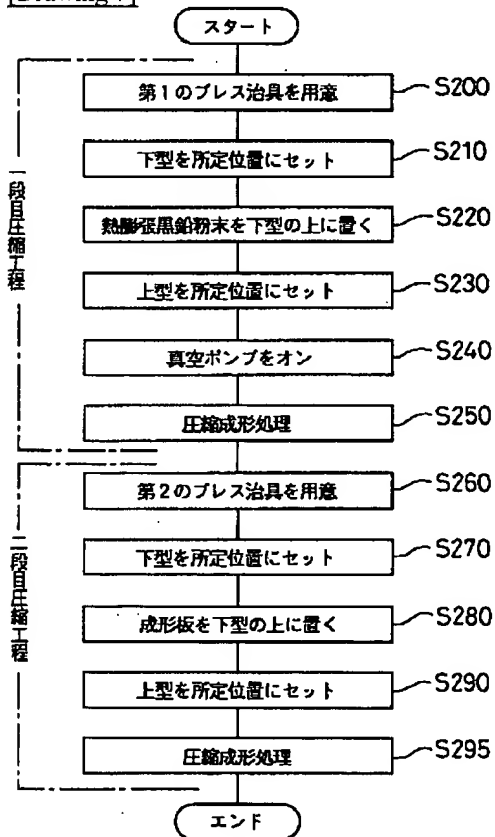 スタート
一段目圧縮工程
第1のプレス治具を用意
S200
下型を所定位置にセット
S210
熱膨張黒鉛粉末を下型の上に置く
S220
上型を所定位置にセット
S230
真空ポンプをオン
S240
圧縮成形処理
S250
二段目圧縮工程
第2のプレス治具を用意
S260
下型を所定位置にセット
S270
成形板を下型の上に置く
S280
上型を所定位置にセット
S290
圧縮成形処理
S295
エンド